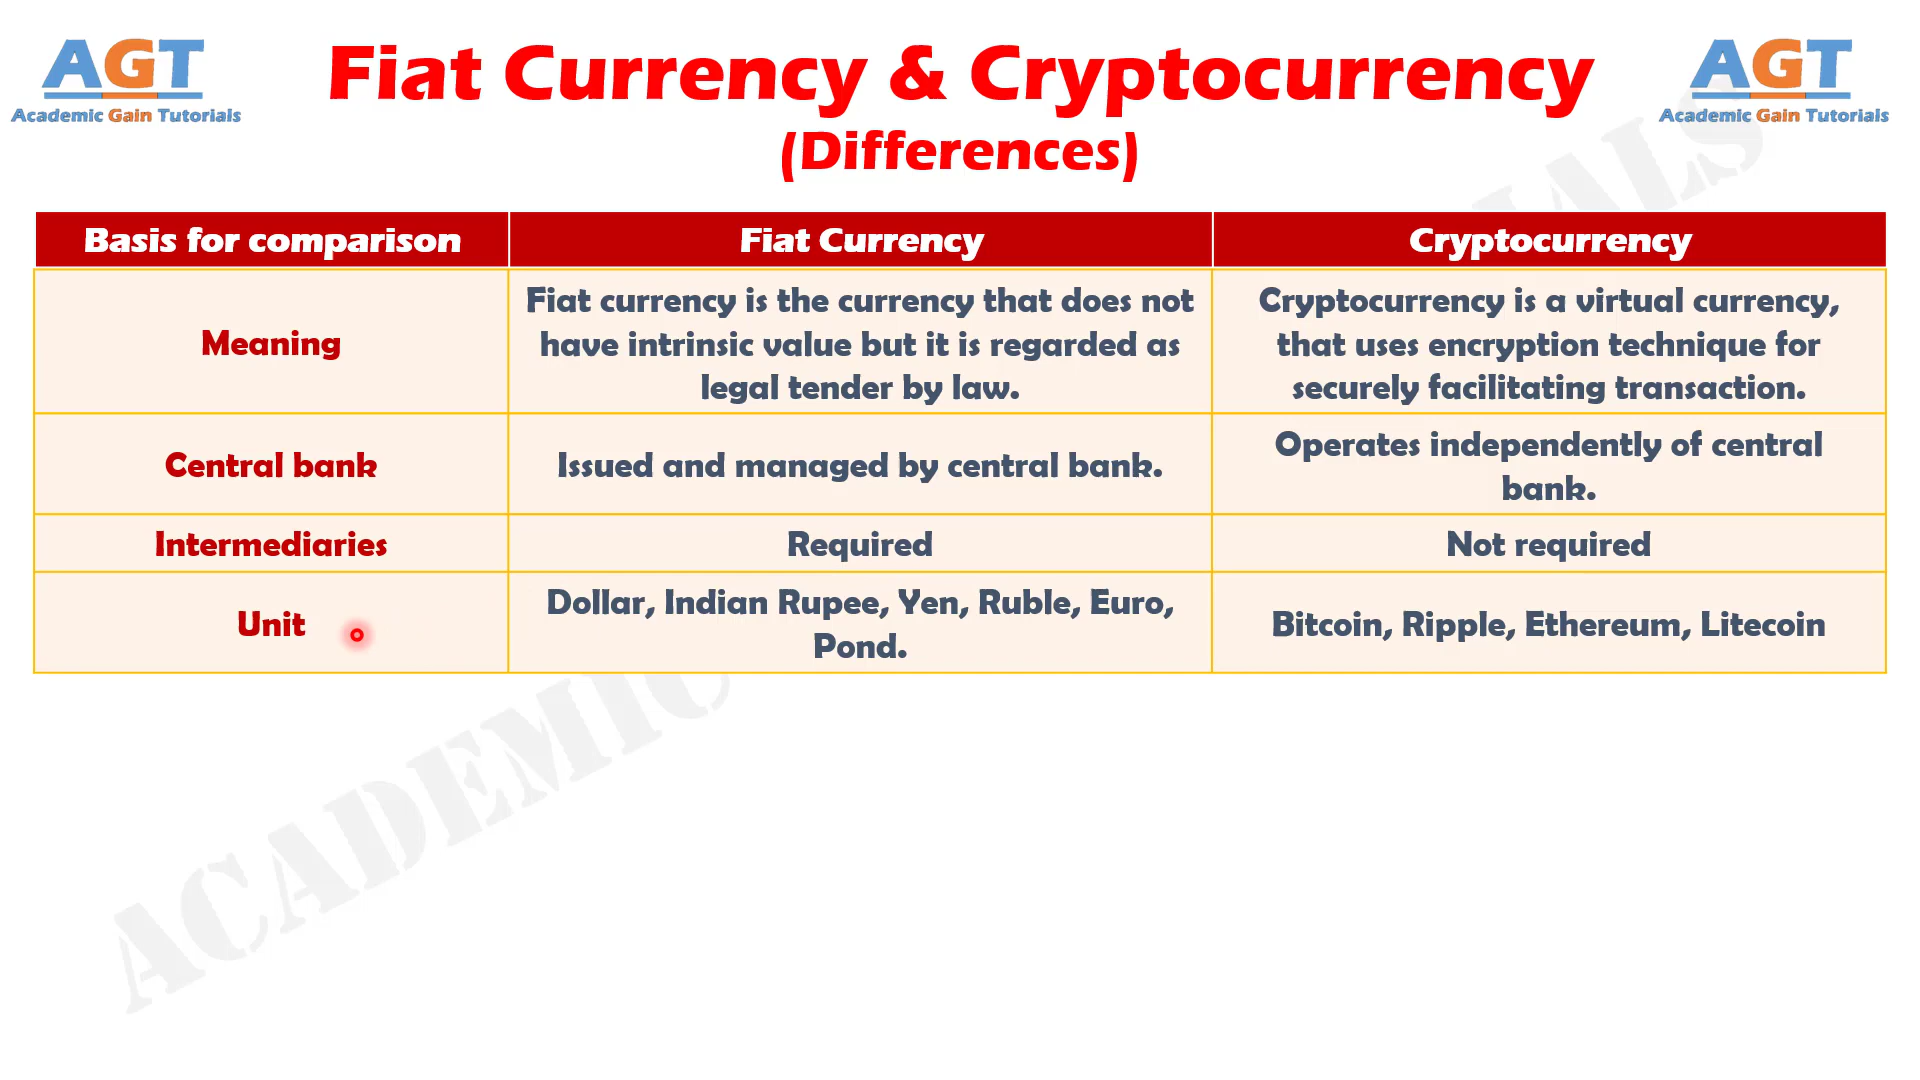 AGT
Academic Gain Tutorials
Fiat Currency & Cryptocurrency
(Differences)
AGT
Academic Gain Tutorials
Basis for comparison
Fiat Currency
Cryptocurrency
Meaning
Fiat currency is the currency that does not
have intrinsic value but it is regarded as
legal tender by law.
Cryptocurrency is a virtual currency,
that uses encryption technique for
securely facilitating transaction.
Central bank
Issued and managed by central bank.
Operates independently of central
bank.
Intermediaries
Required
Not required
Unit
Dollar, Indian Rupee, Yen, Ruble, Euro,
Pond.
Bitcoin, Ripple, Ethereum, Litecoin
ACADEMIC